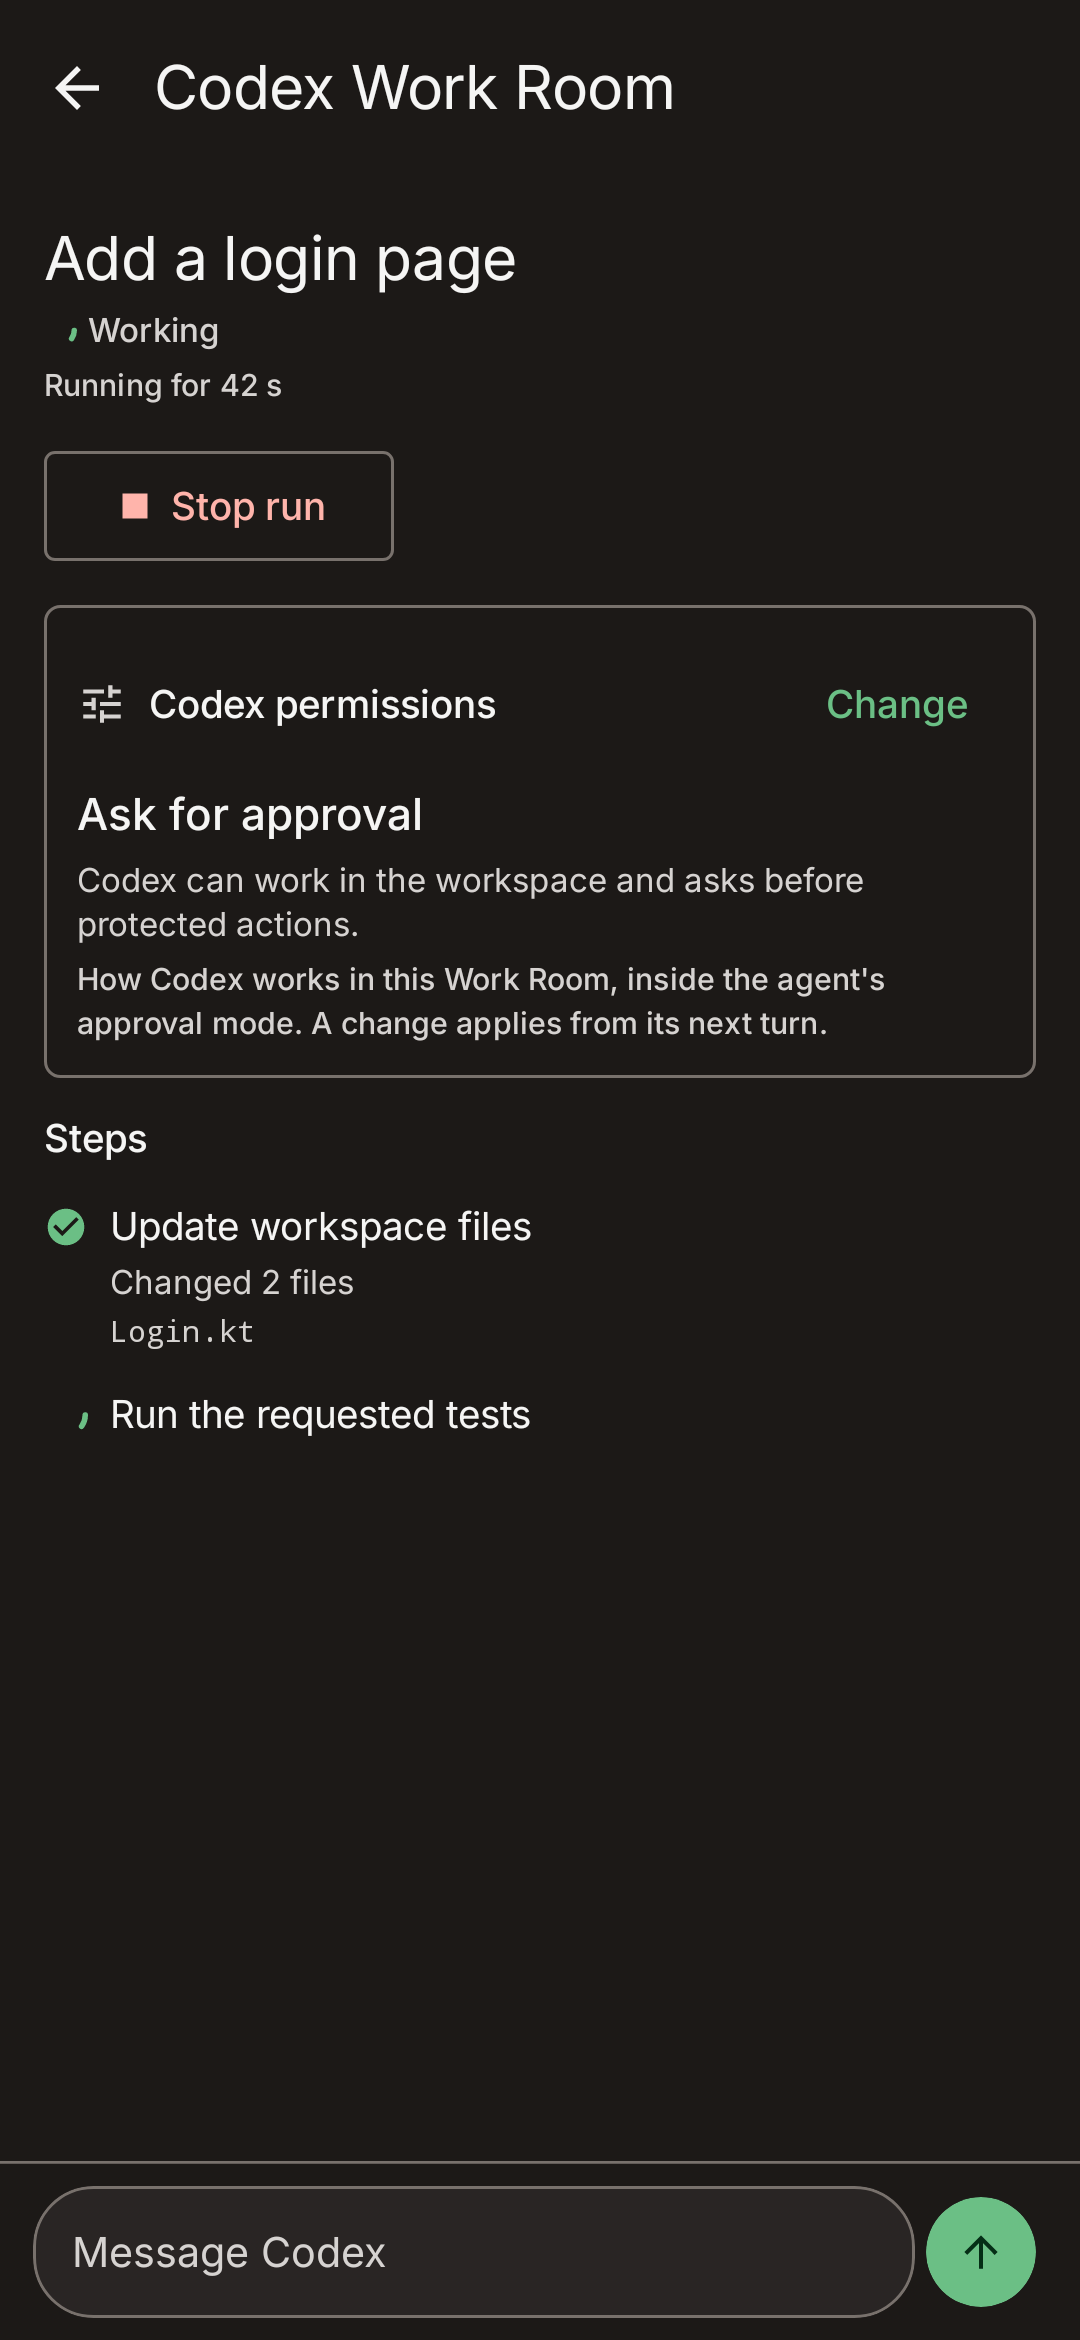 Codex Work Room
Add a login page
Working
Running for 42 s
Stop run
Codex permissions
Change
Ask for approval
Codex can work in the workspace and asks before
protected actions.
How Codex works in this Work Room, inside the agent's
approval mode. A change applies from its next turn.
Steps
Update workspace files
Changed 2 files
Login.kt
Run the requested tests
Message Codex